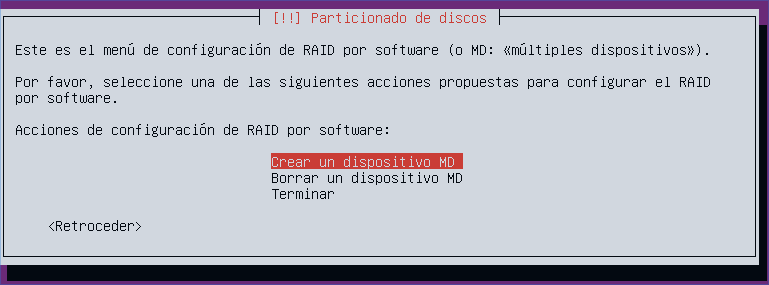 [!!] Particionado de discos
Este es el menú de configuración de RAID por software (o MD: «múltiples dispositivos»).
Por favor, seleccione una de las siguientes acciones propuestas para configurar el RAID
por software.
Acciones de configuración de RAID por software:
Crear un dispositivo MD
Borrar un dispositivo MD
Terminar
<Retroceder>